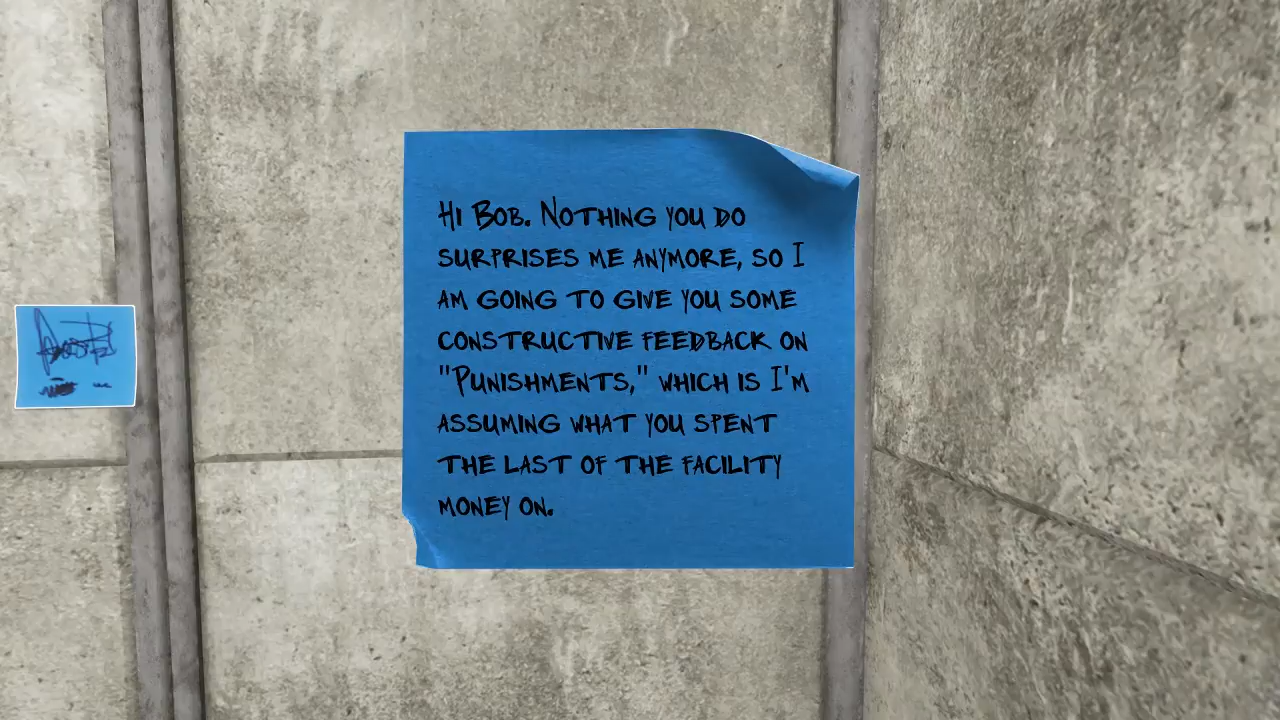 Hi Bob. Nothing you do
surprises me anymore, so I
am going to give you some
constructive feedback on
"Punishments," which is I'm
assuming what you spent
the last of the facility
money on.